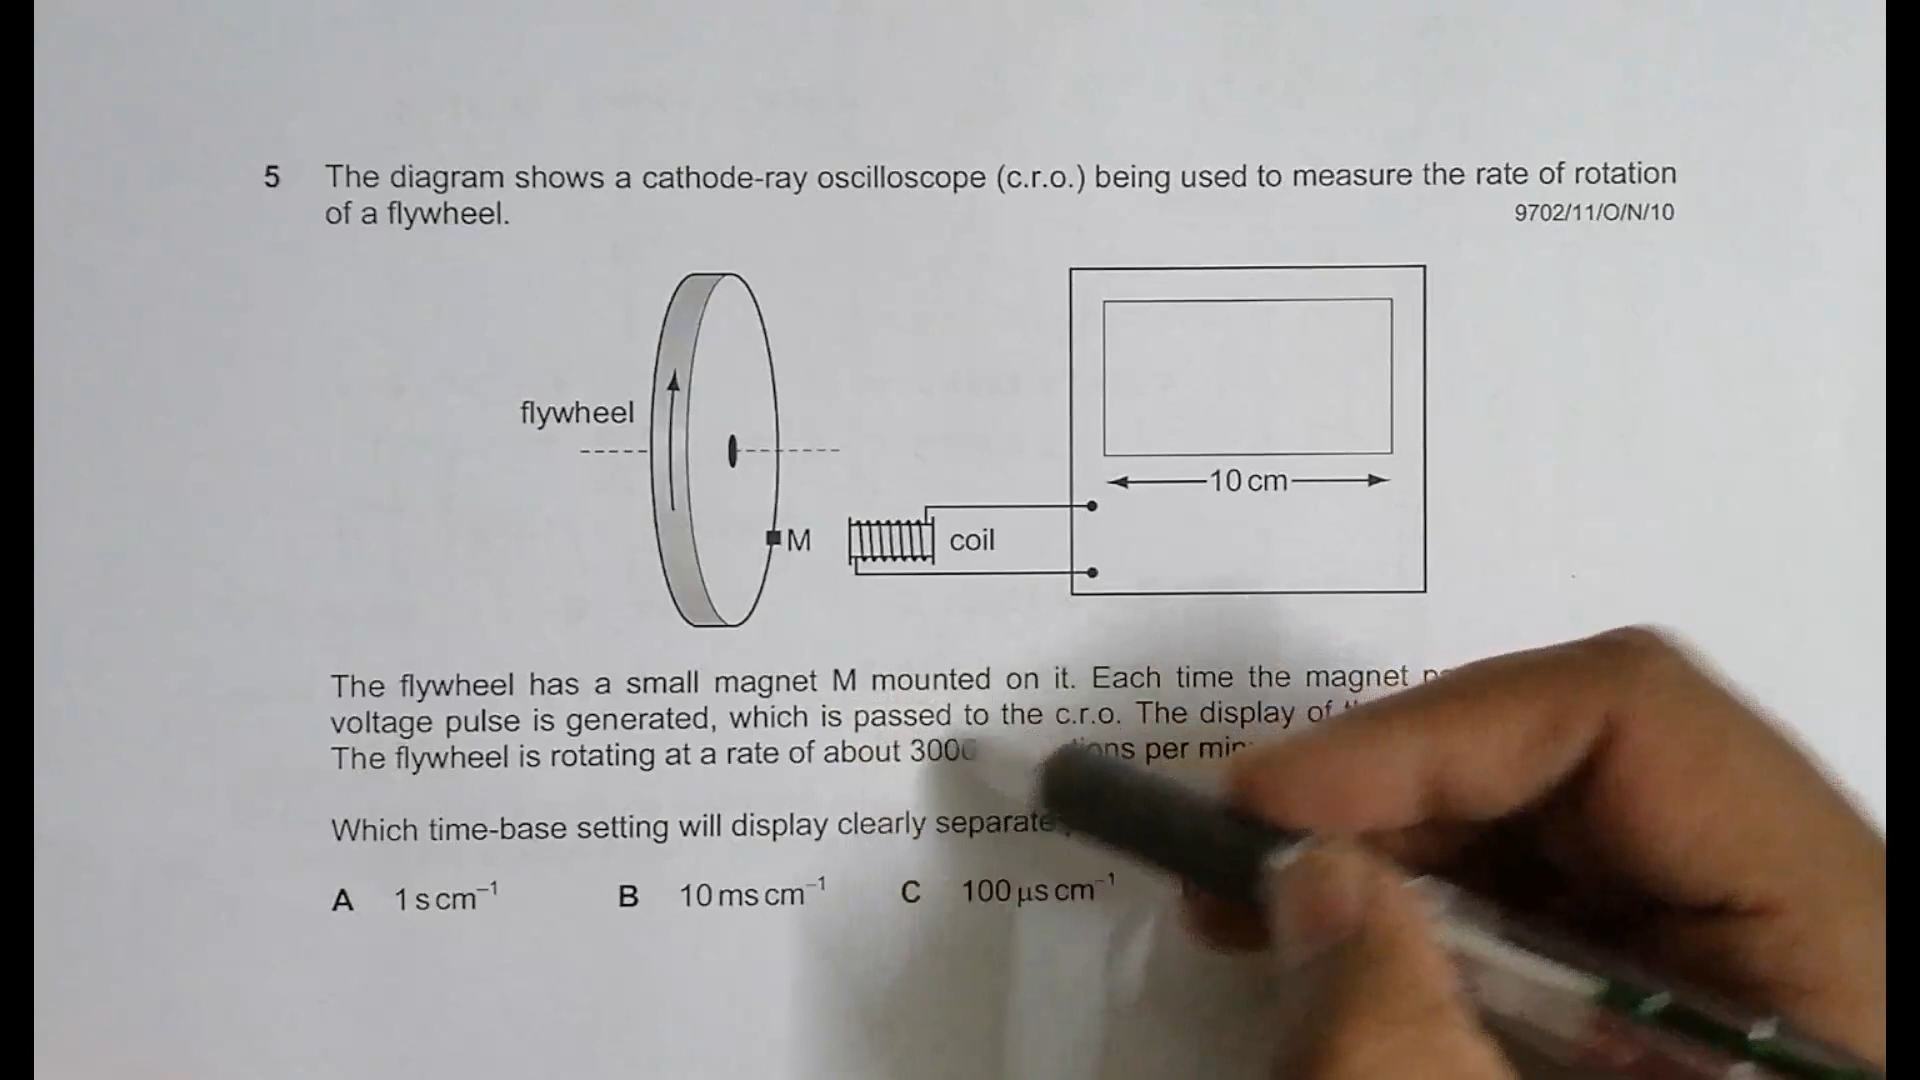 5 The diagram shows a cathode-ray oscilloscope (c.r.o.) being used to measure the rate of rotation
of a flywheel. 9702/11/O/N/10
flywheel
10 cm
M coil
The flywheel has a small magnet M mounted on it. Each time the magnet
voltage pulse is generated, which is passed to the c.r.o. The display of
The flywheel is rotating at a rate of about per
Which time-base setting will display clearly separate
A 1 s cm⁻¹ B 10 ms cm⁻¹ C 100 µs cm⁻¹